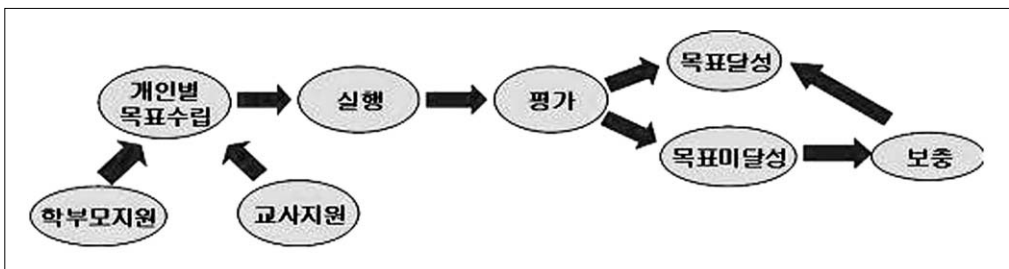 개인별
목표수립
실행
평가
목표달성
목표미달성
보충
학부모지원
교사지원